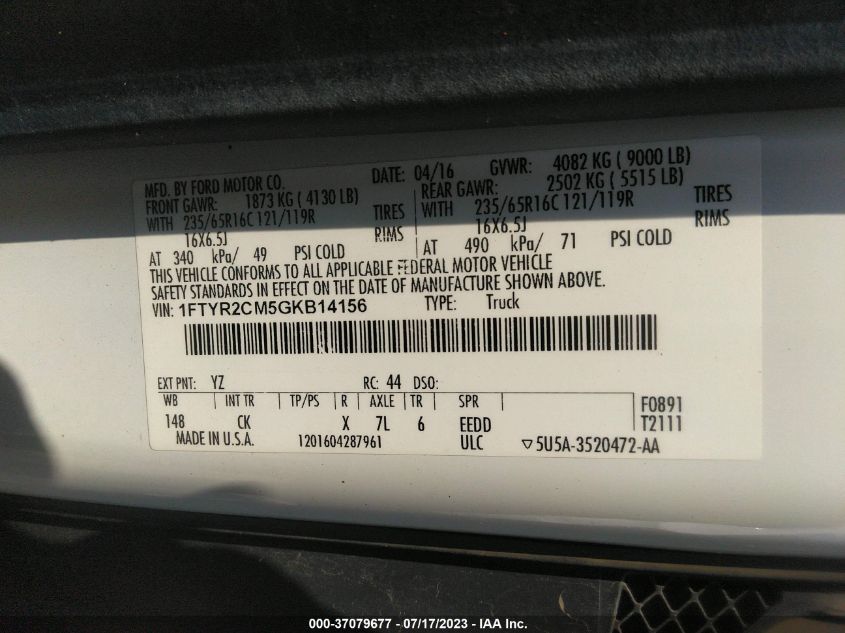 MFD. BY FORD MOTOR CO. DATE: 04/16 GVWR: 4082 KG ( 9000 LB)
FRONT GAWR: 1873 KG ( 4130 LB) REAR GAWR: 2502 KG ( 5515 LB)
WITH 235/65R16C 121/119R TIRES WITH 235/65R16C 121/119R TIRES
16X6.5J RIMS 16X6.5J RIMS
AT 340 kPa/ 49 PSI COLD AT 490 kPa/ 71 PSI COLD
THIS VEHICLE CONFORMS TO ALL APPLICABLE FEDERAL MOTOR VEHICLE
SAFETY STANDARDS IN EFFECT ON THE DATE OF MANUFACTURE SHOWN ABOVE.
VIN: 1FTYR2CM5GKB14156 TYPE: Truck
EXT PNT: YZ RC: 44 DSO:
WB INT TR TP/PS R AXLE TR SPR F0891
148 CK X 7L 6 EEDD T2111
MADE IN U.S.A. 1201604287961 ULC 5U5A-3520472-AA
000-37079677 / 07/17/2023 - IAA Inc.